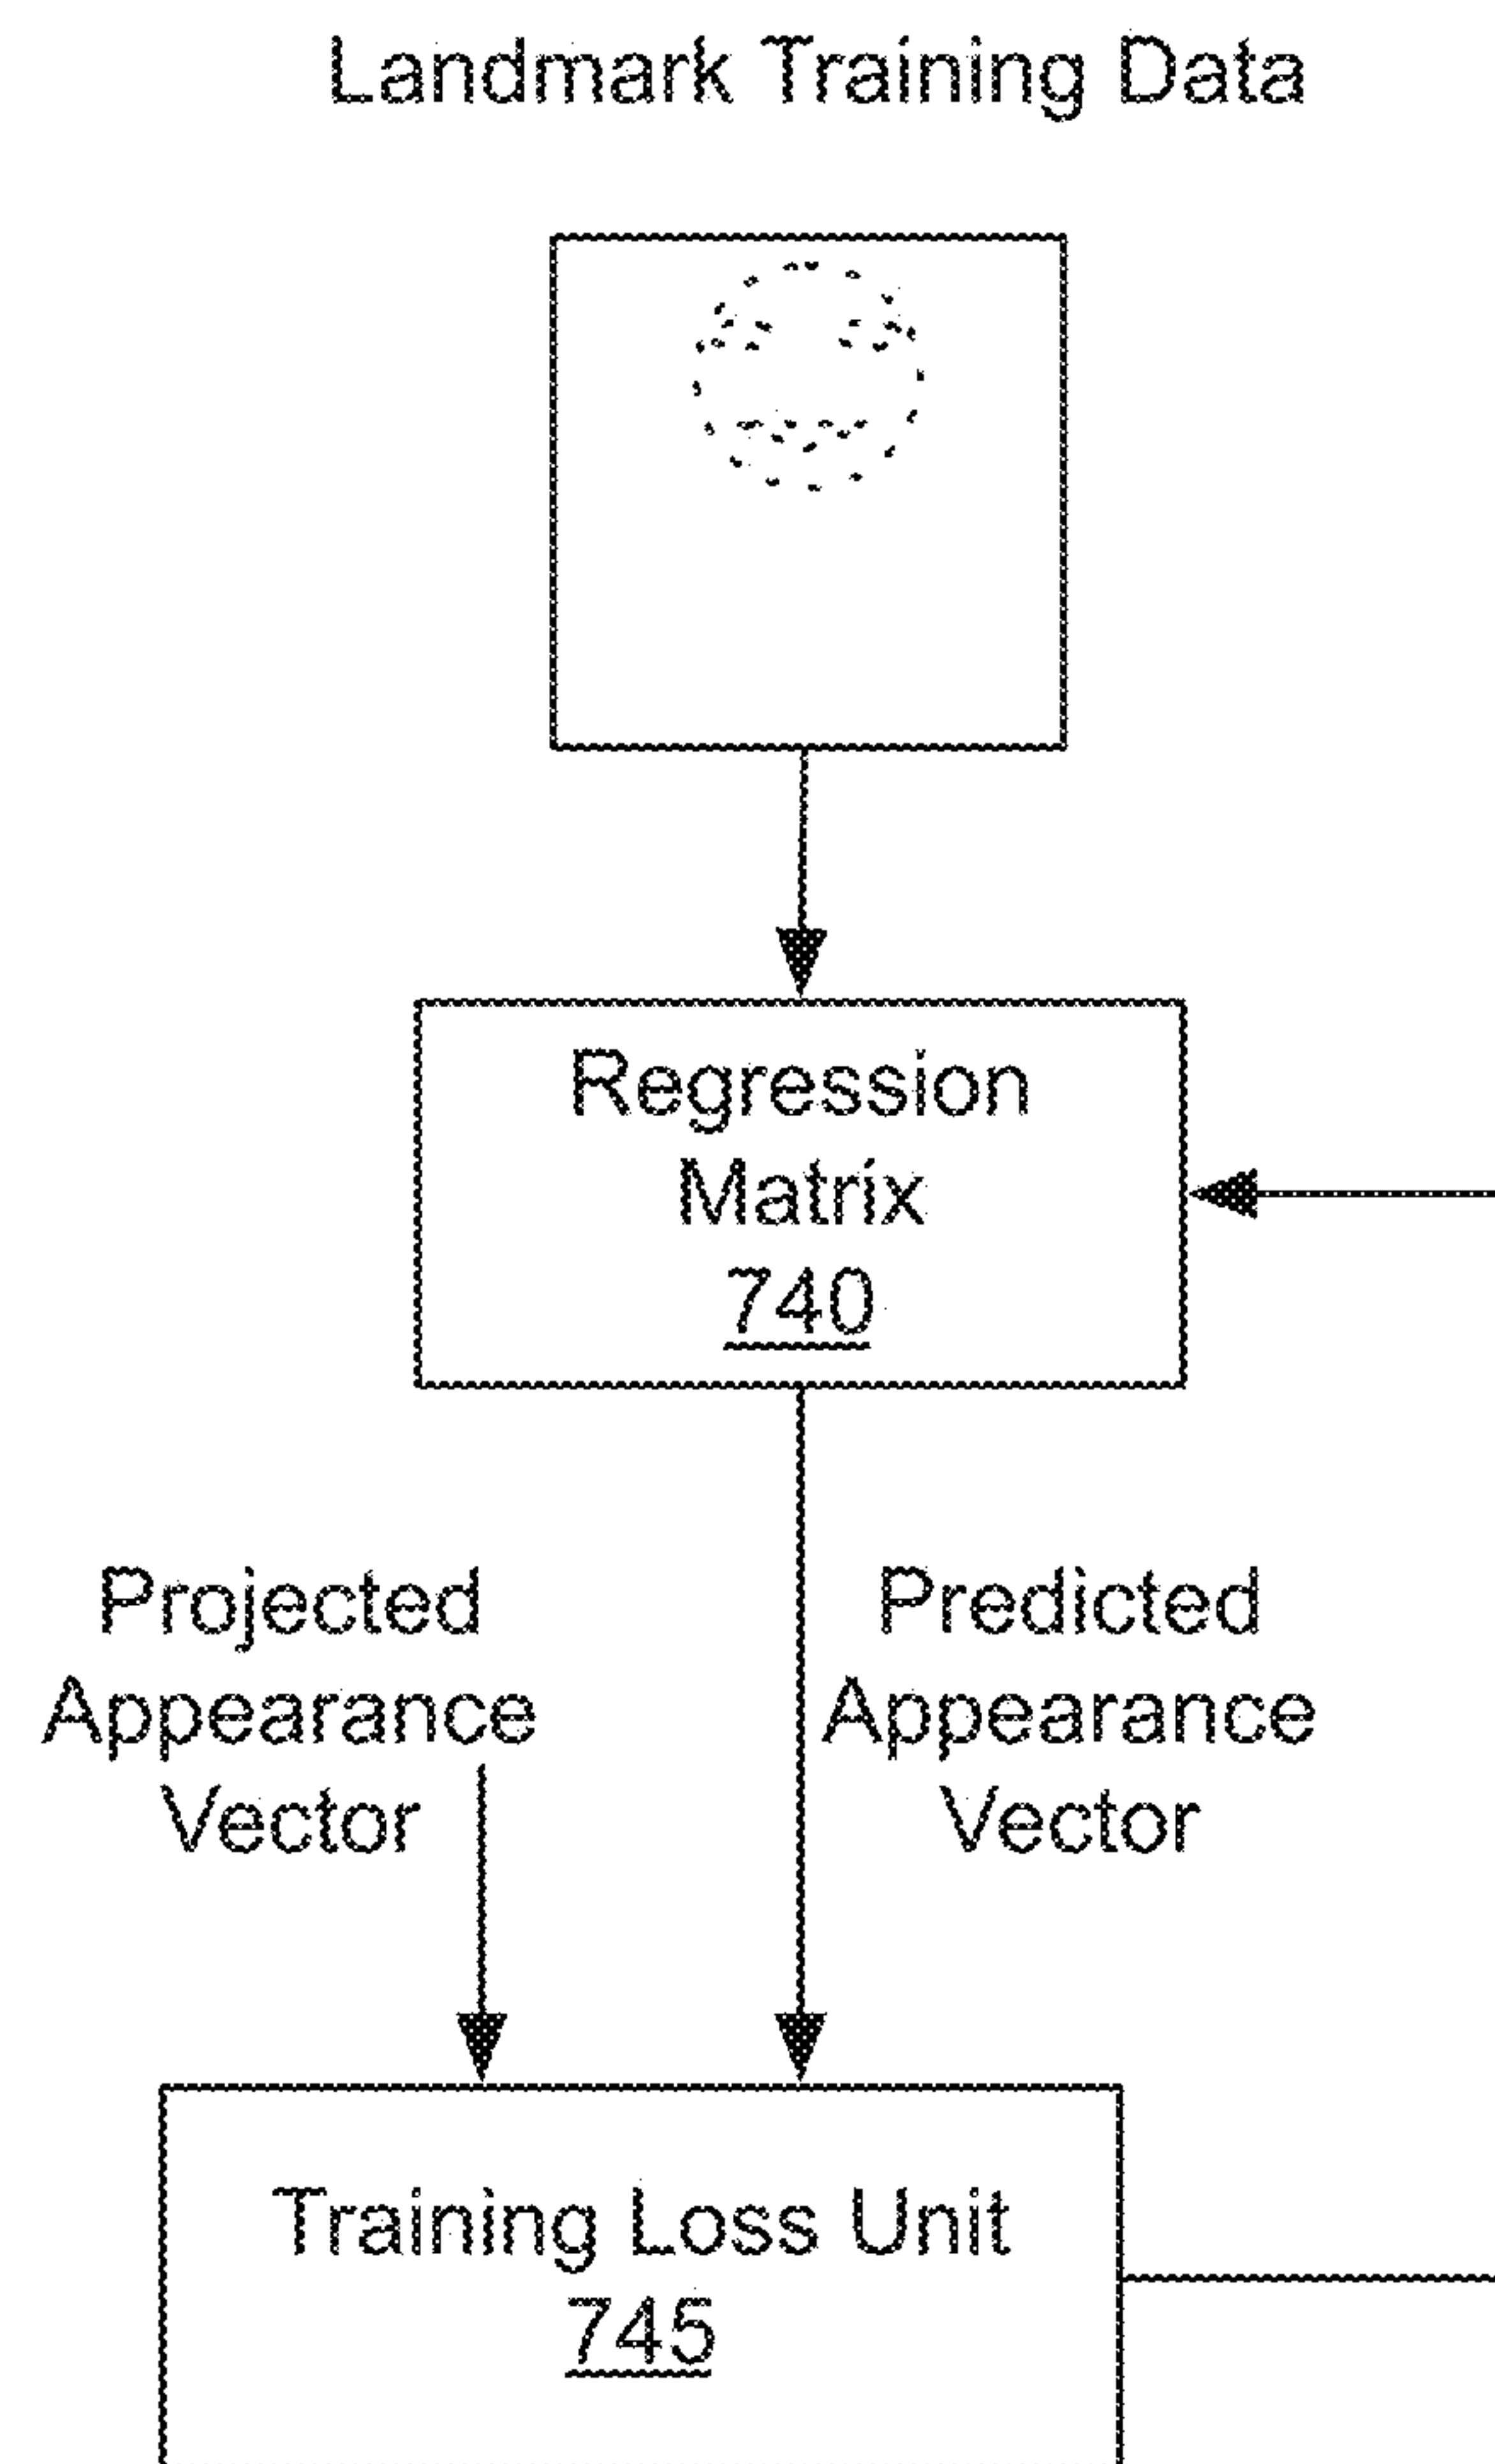 Landmark Training Data
Regression
Matrix
740
Projected
Appearance
Vector
Predicted
Appearance
Vector
Training Loss Unit
745